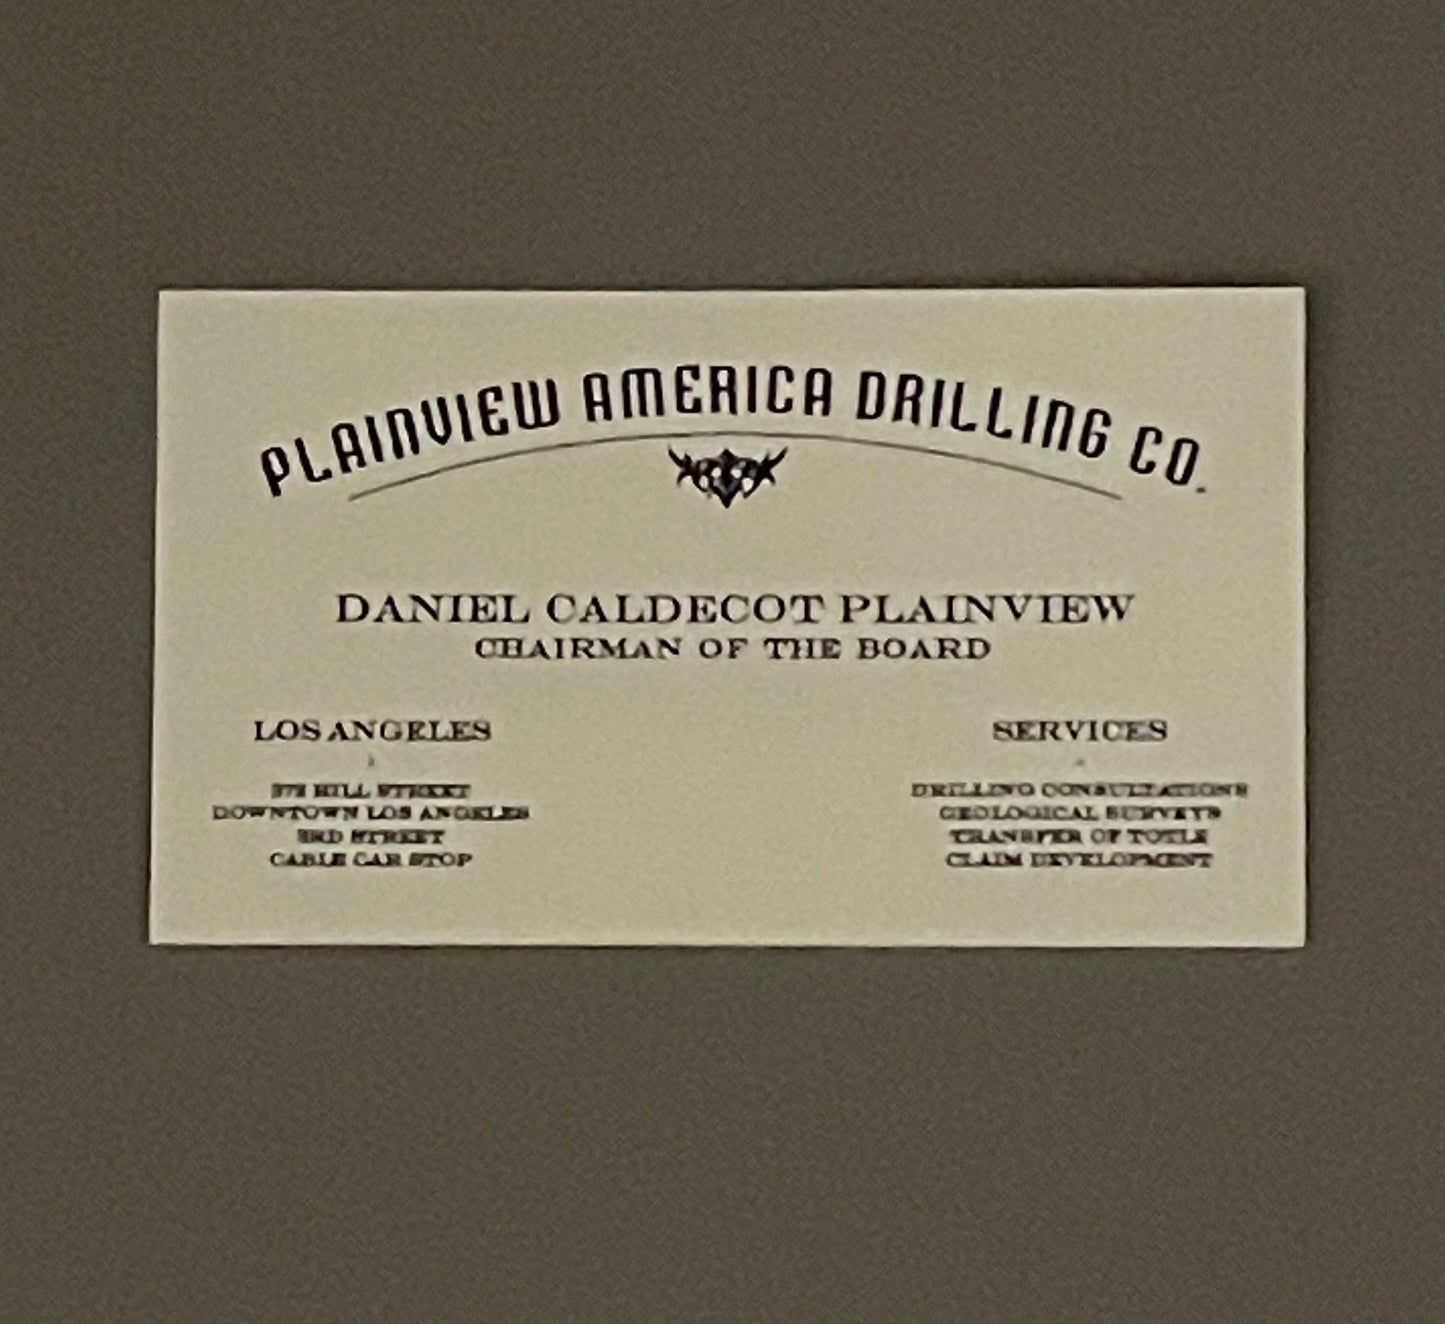 PLAINVIEW AMERICA DRILLING CO.
DANIEL CALDECOT PLAINVIEW
CHAIRMAN OF THE BOARD
LOS ANGELES
HILL STREET
DOWNTOWN LOS ANGELES
3RD STREET
CABLE CAR STOP
SERVICES
DRILLING CONSULTATIONS
GEOLOGICAL SURVEYS
TRANSFER OF
CLAIM DEVELOPMENT